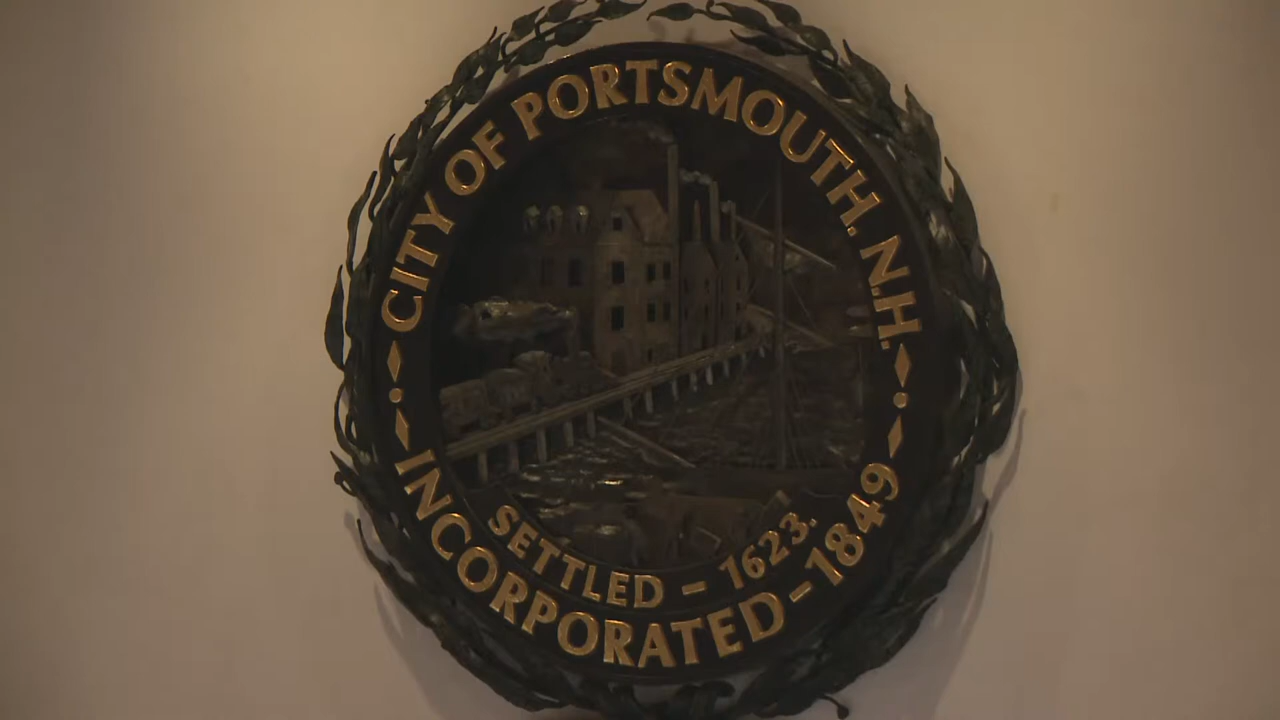 CITY OF PORTSMOUTH. N.H.
SETTLED – 1623.
INCORPORATED – 1849